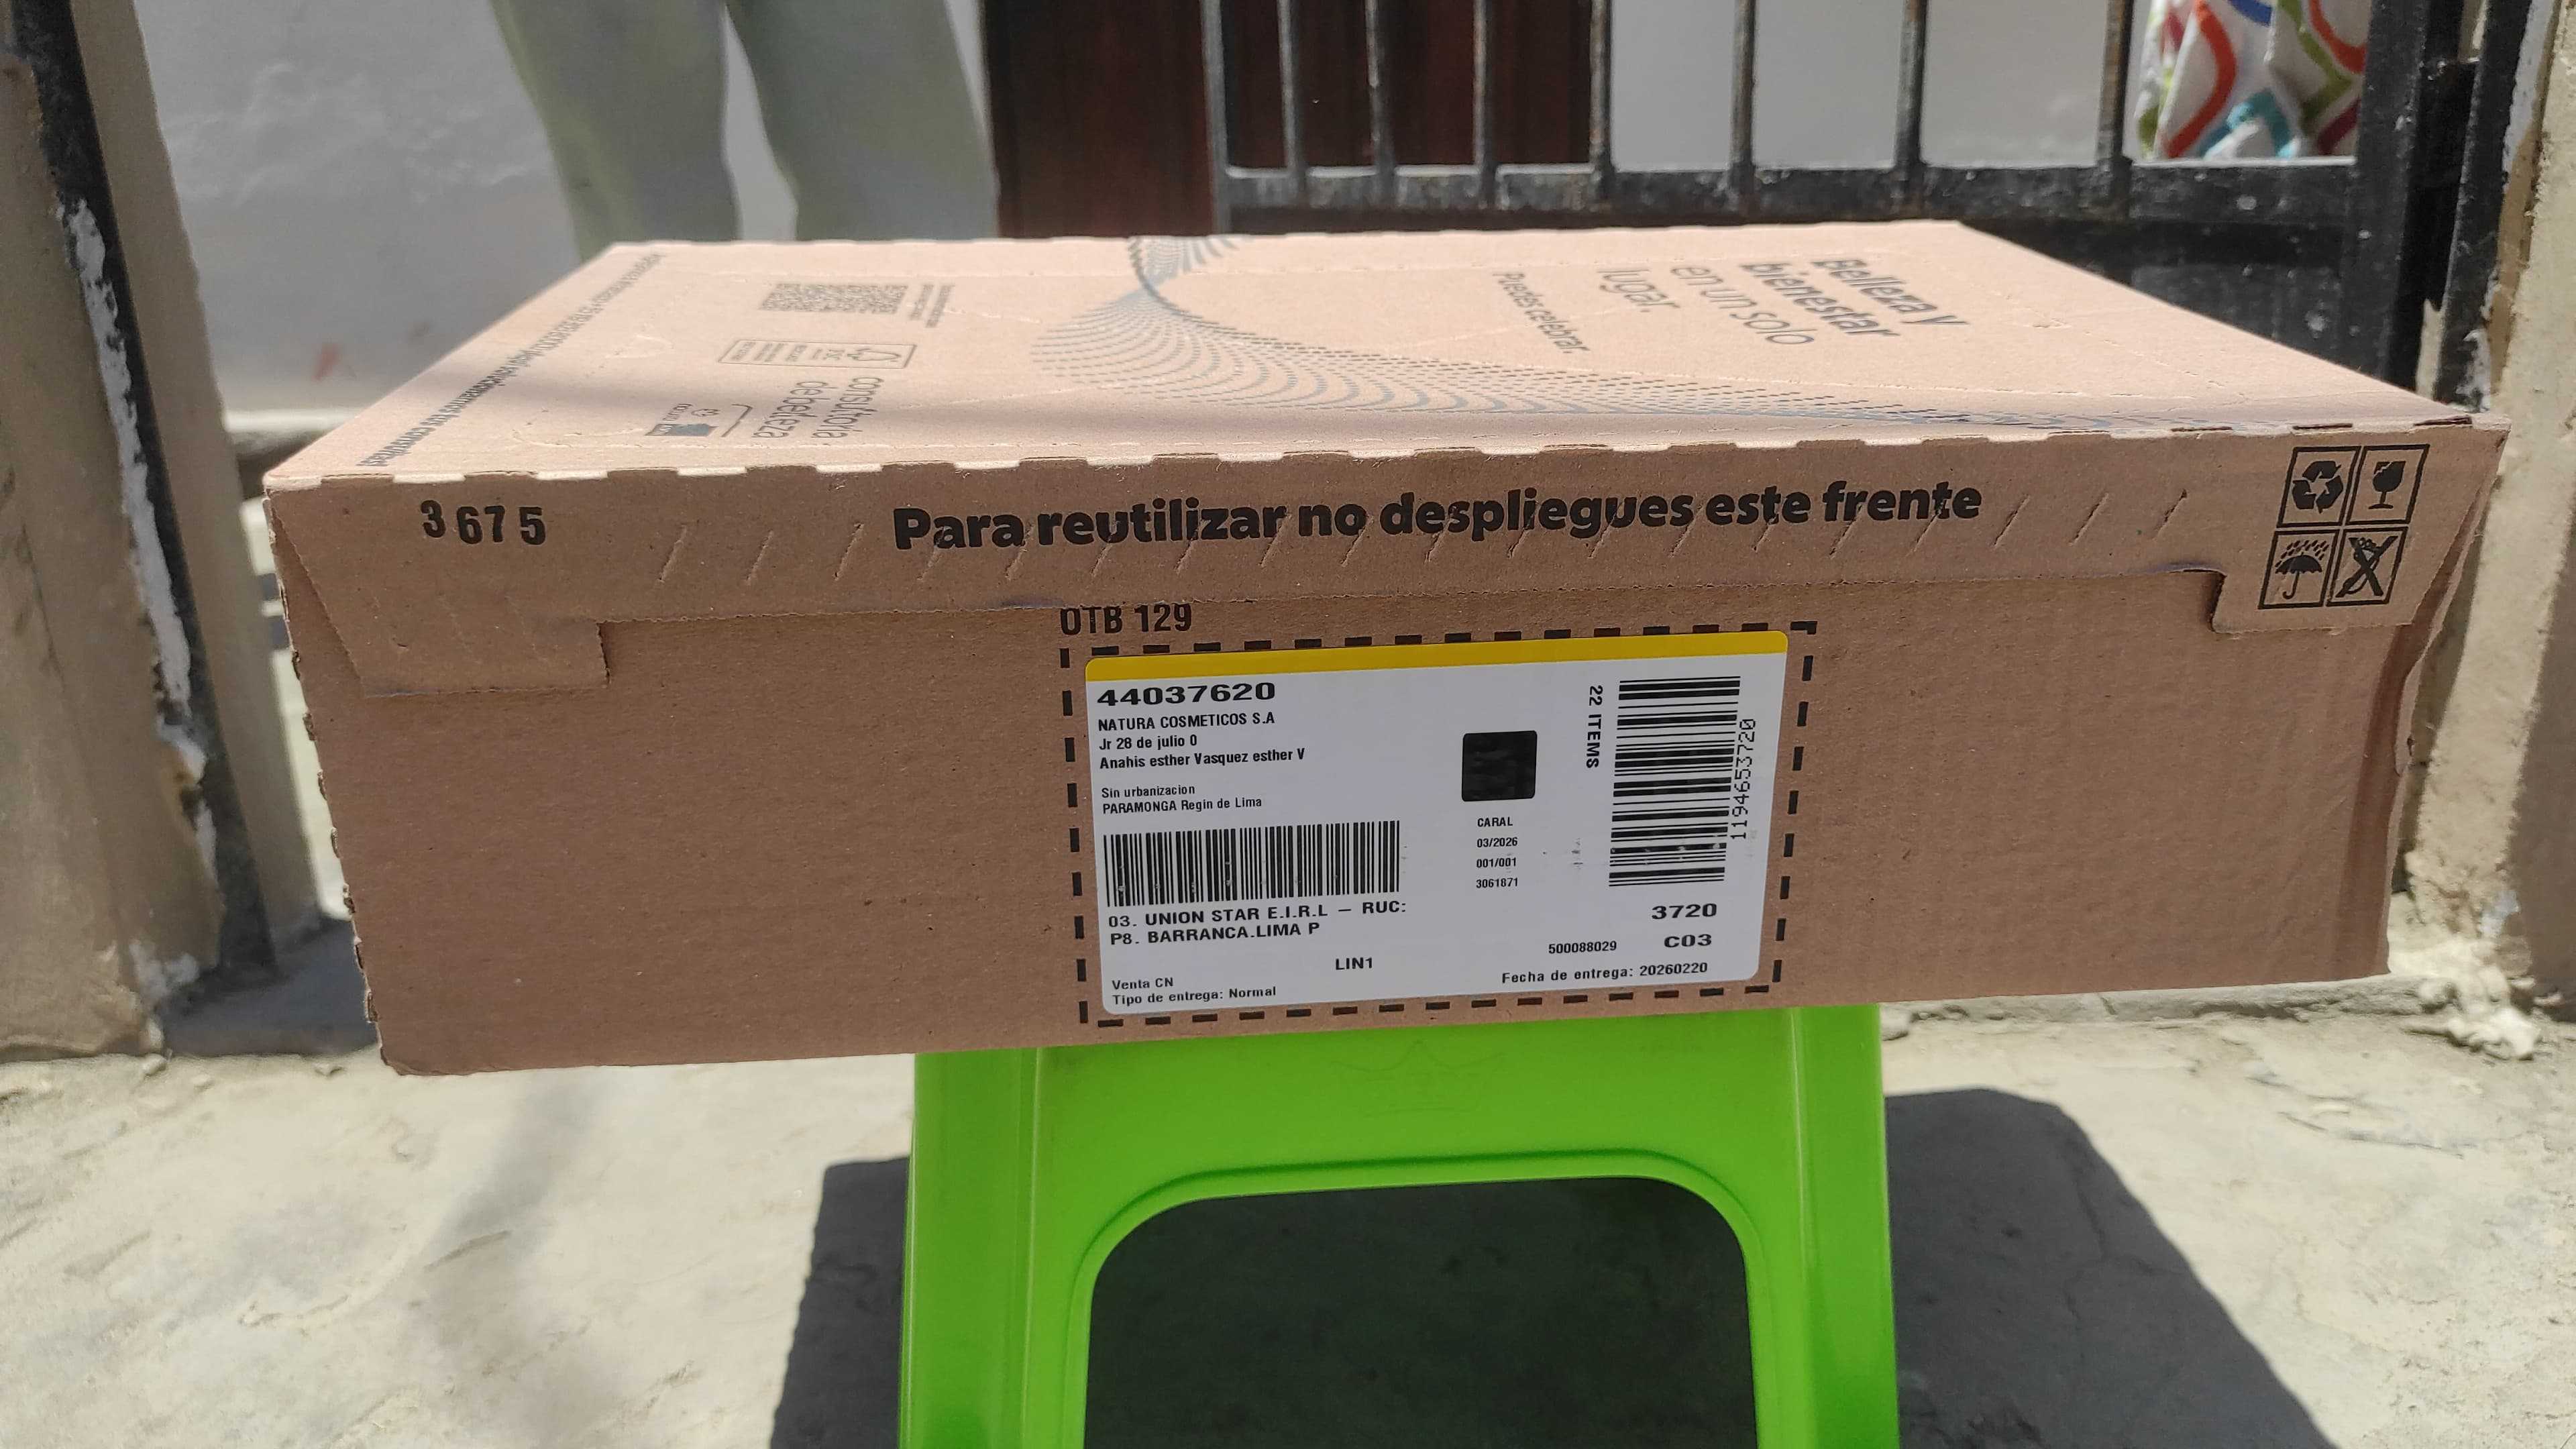 Belleza y
bienestar
en un solo
lugar.
Puedes celebrar.
consultoría
de belleza
natura
3675
Para reutilizar no despliegues este frente
OTB 129
44037620
NATURA COSMETICOS S.A
Jr 28 de julio 0
Anahis esther Vasquez esther V
Sin urbanizacion
PARAMONGA Regin de Lima
22 ITEMS
1194653720
CARAL
03/2026
001/001
3061871
03. UNION STAR E.I.R.L – RUC:
P8. BARRANCA.LIMA P
3720
500088029 C03
LIN1
Venta CN
Tipo de entrega: Normal
Fecha de entrega: 20260220